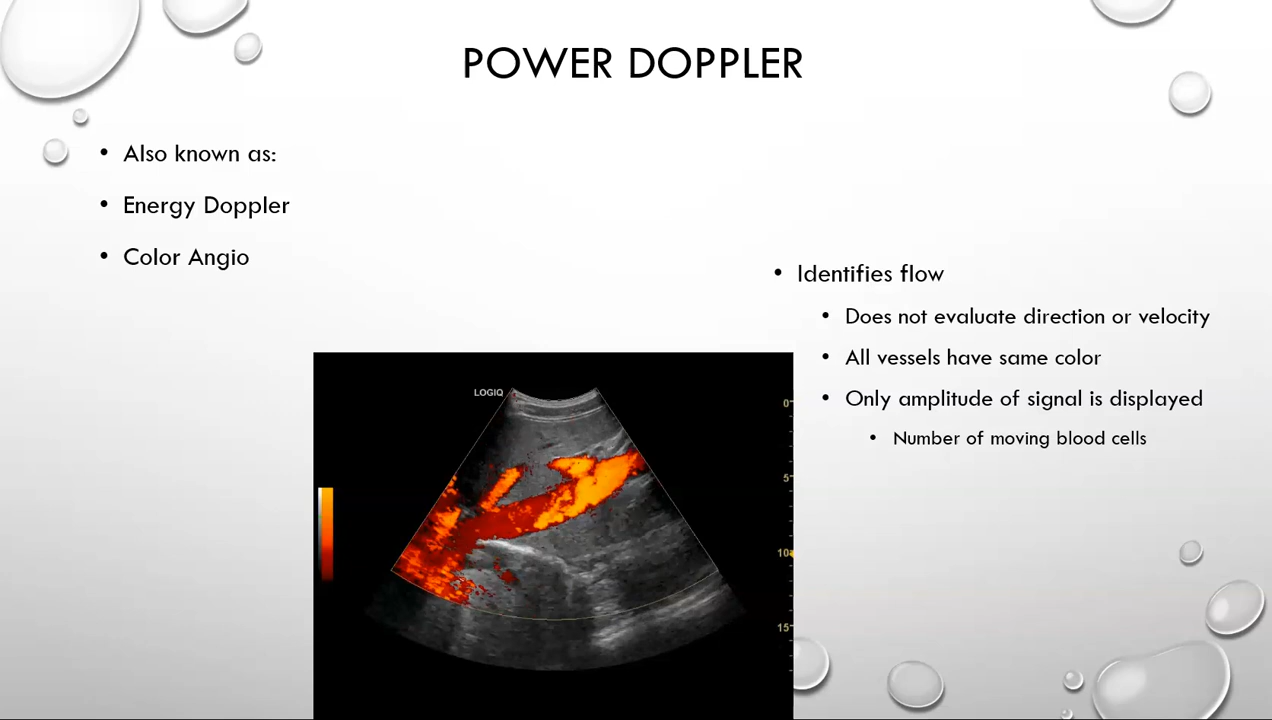 POWER DOPPLER
• Also known as:
• Energy Doppler
• Color Angio
• Identifies flow
• Does not evaluate direction or velocity
• All vessels have same color
• Only amplitude of signal is displayed
• Number of moving blood cells
LOGIQ
0
5
10
15